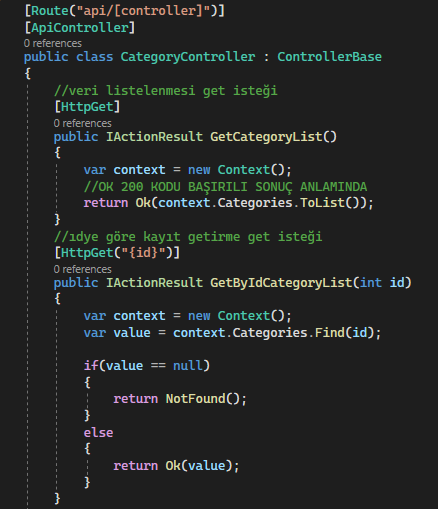 [Route("api/[controller]")]
[ApiController]
0 references
public class CategoryController : ControllerBase
{
//veri listelenmesi get isteği
[HttpGet]
0 references
public IActionResult GetCategoryList()
{
var context = new Context();
//OK 200 KODU BAŞIRILI SONUÇ ANLAMINDA
return Ok(context.Categories.ToList());
}
//ıdye göre kayıt getirme get isteği
[HttpGet("{id}")]
0 references
public IActionResult GetByIdCategoryList(int id)
{
var context = new Context();
var value = context.Categories.Find(id);
if(value == null)
{
return NotFound();
}
else
{
return Ok(value);
}
}